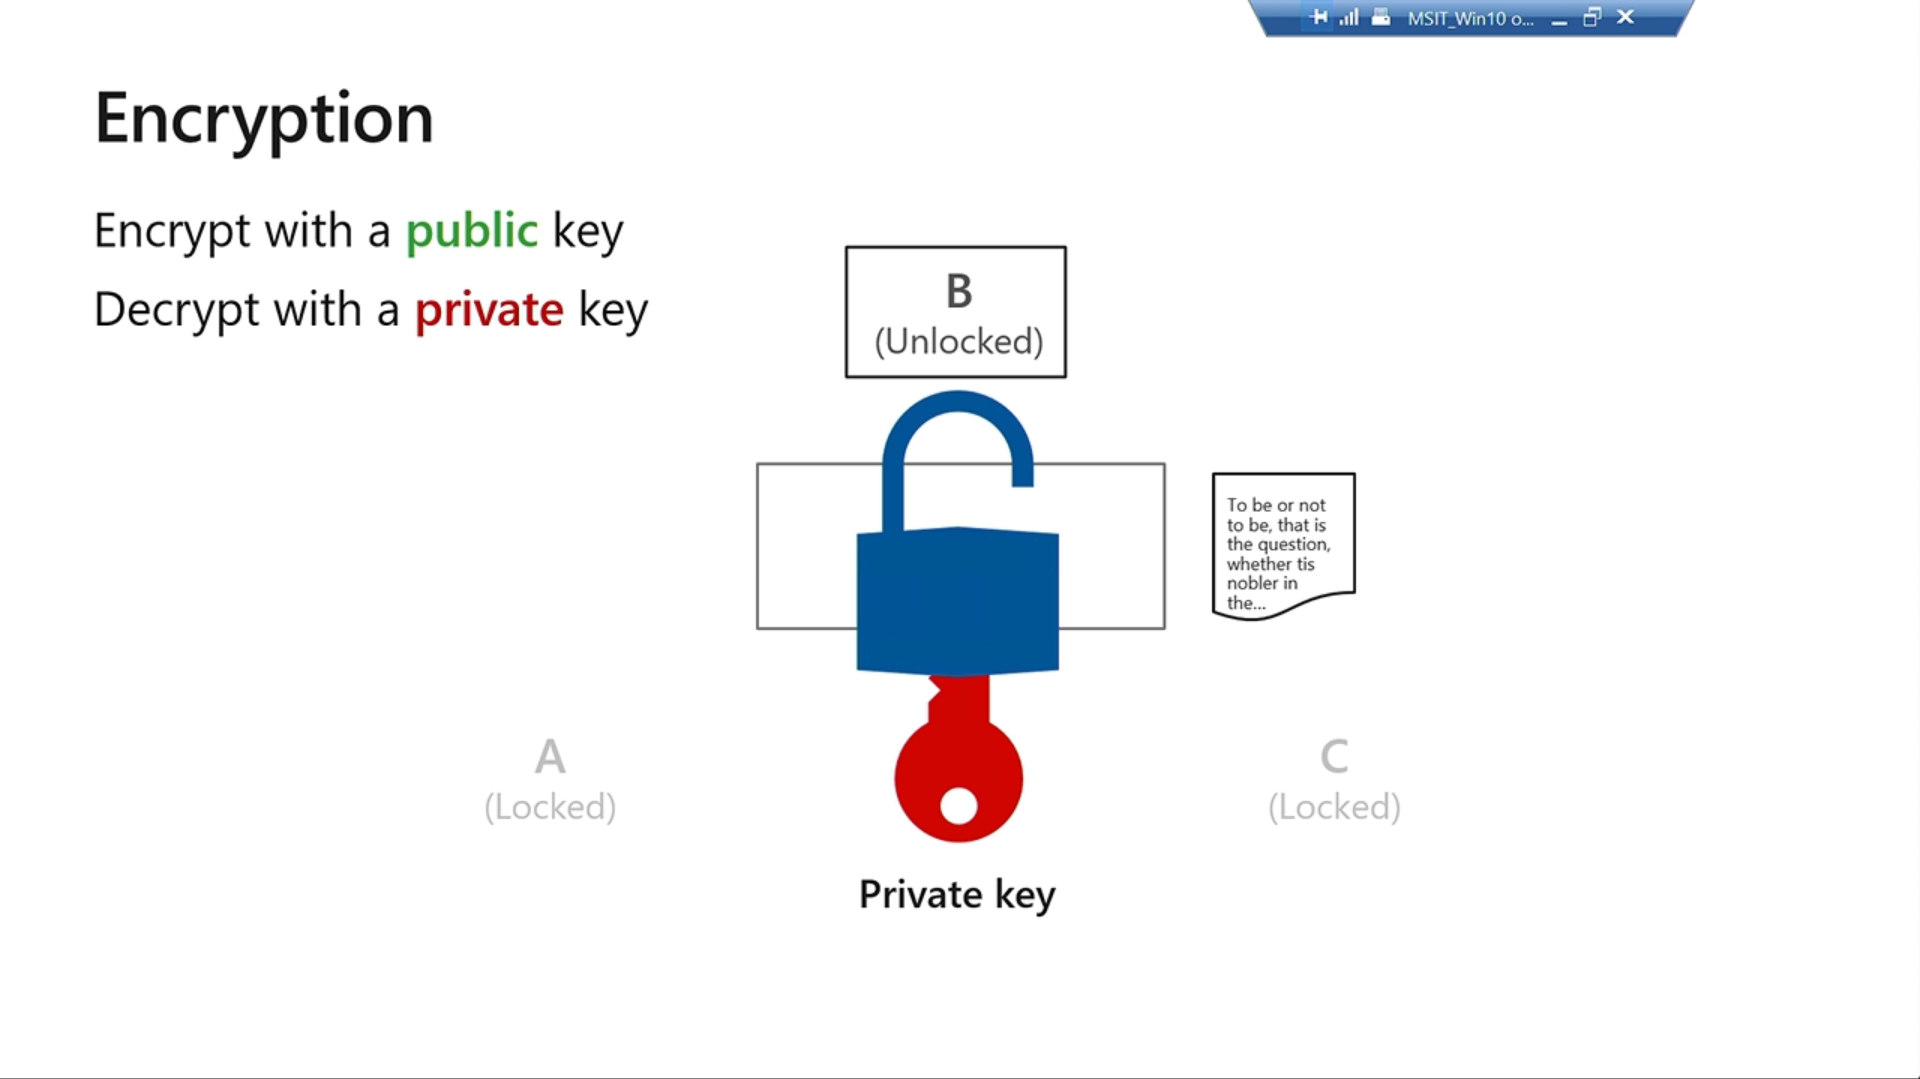 MSIT_Win10 o...
Encryption
Encrypt with a public key
Decrypt with a private key
B
(Unlocked)
To be or not
to be, that is
the question,
whether tis
nobler in
the...
A
(Locked)
C
(Locked)
Private key